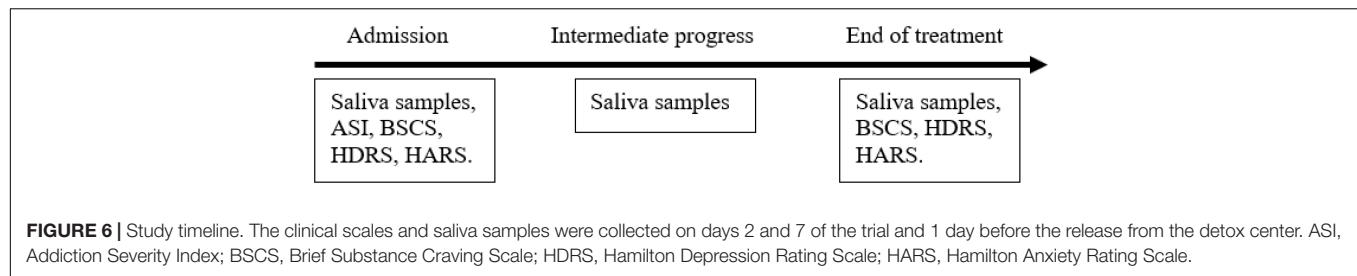 Admission Intermediate progress End of treatment
Saliva samples,
ASI, BSCS,
HDRS, HARS.
Saliva samples
Saliva samples,
BSCS, HDRS,
HARS.
FIGURE 6 | Study timeline. The clinical scales and saliva samples were collected on days 2 and 7 of the trial and 1 day before the release from the detox center. ASI,
Addiction Severity Index; BSCS, Brief Substance Craving Scale; HDRS, Hamilton Depression Rating Scale; HARS, Hamilton Anxiety Rating Scale.